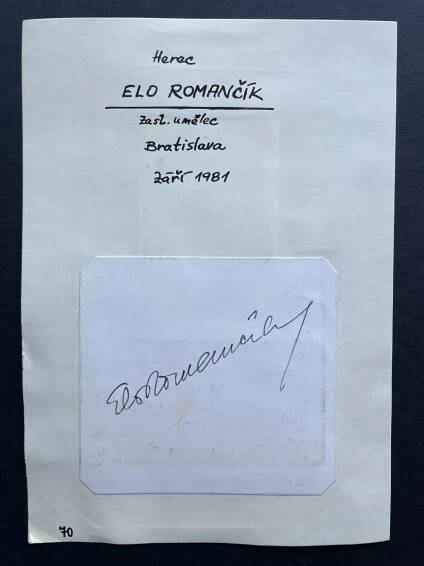 Herec
ELO ROMANČÍK
zasl. umělec
Bratislava
září 1981
Elo Romančík
70